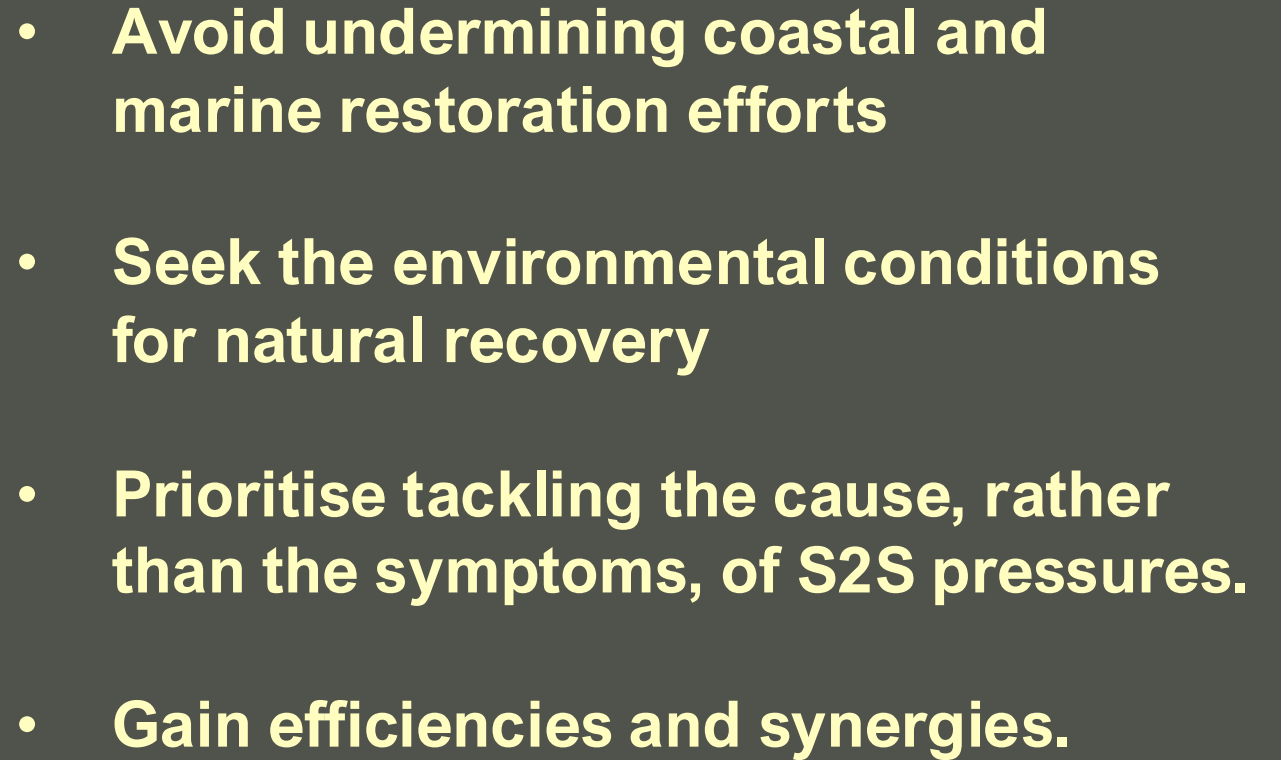 • Avoid undermining coastal and
marine restoration efforts
• Seek the environmental conditions
for natural recovery
• Prioritise tackling the cause, rather
than the symptoms, of S2S pressures.
• Gain efficiencies and synergies.